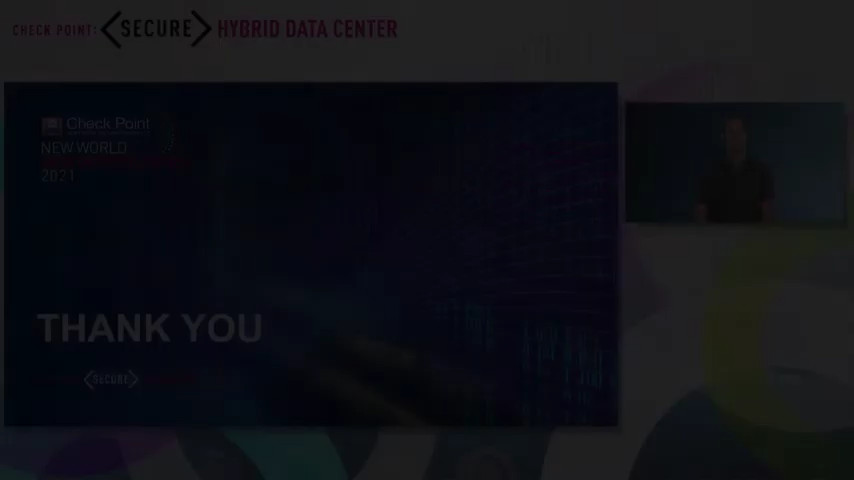 CHECK POINT: <SECURE> HYBRID DATA CENTER
Check Point
NEW WORLD
2021
THANK YOU
<SECURE>